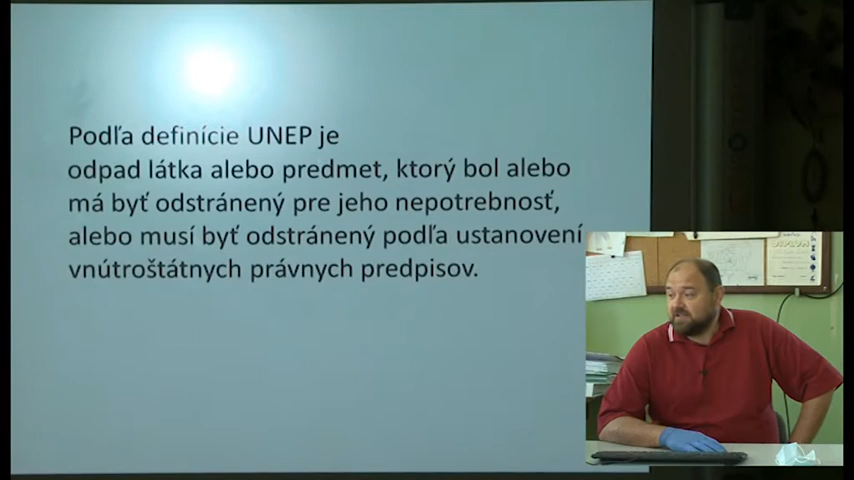 Podľa definície UNEP je
odpad látka alebo predmet, ktorý bol alebo
má byť odstránený pre jeho nepotrebnosť,
alebo musí byť odstránený podľa ustanovení
vnútroštátnych právnych predpisov.